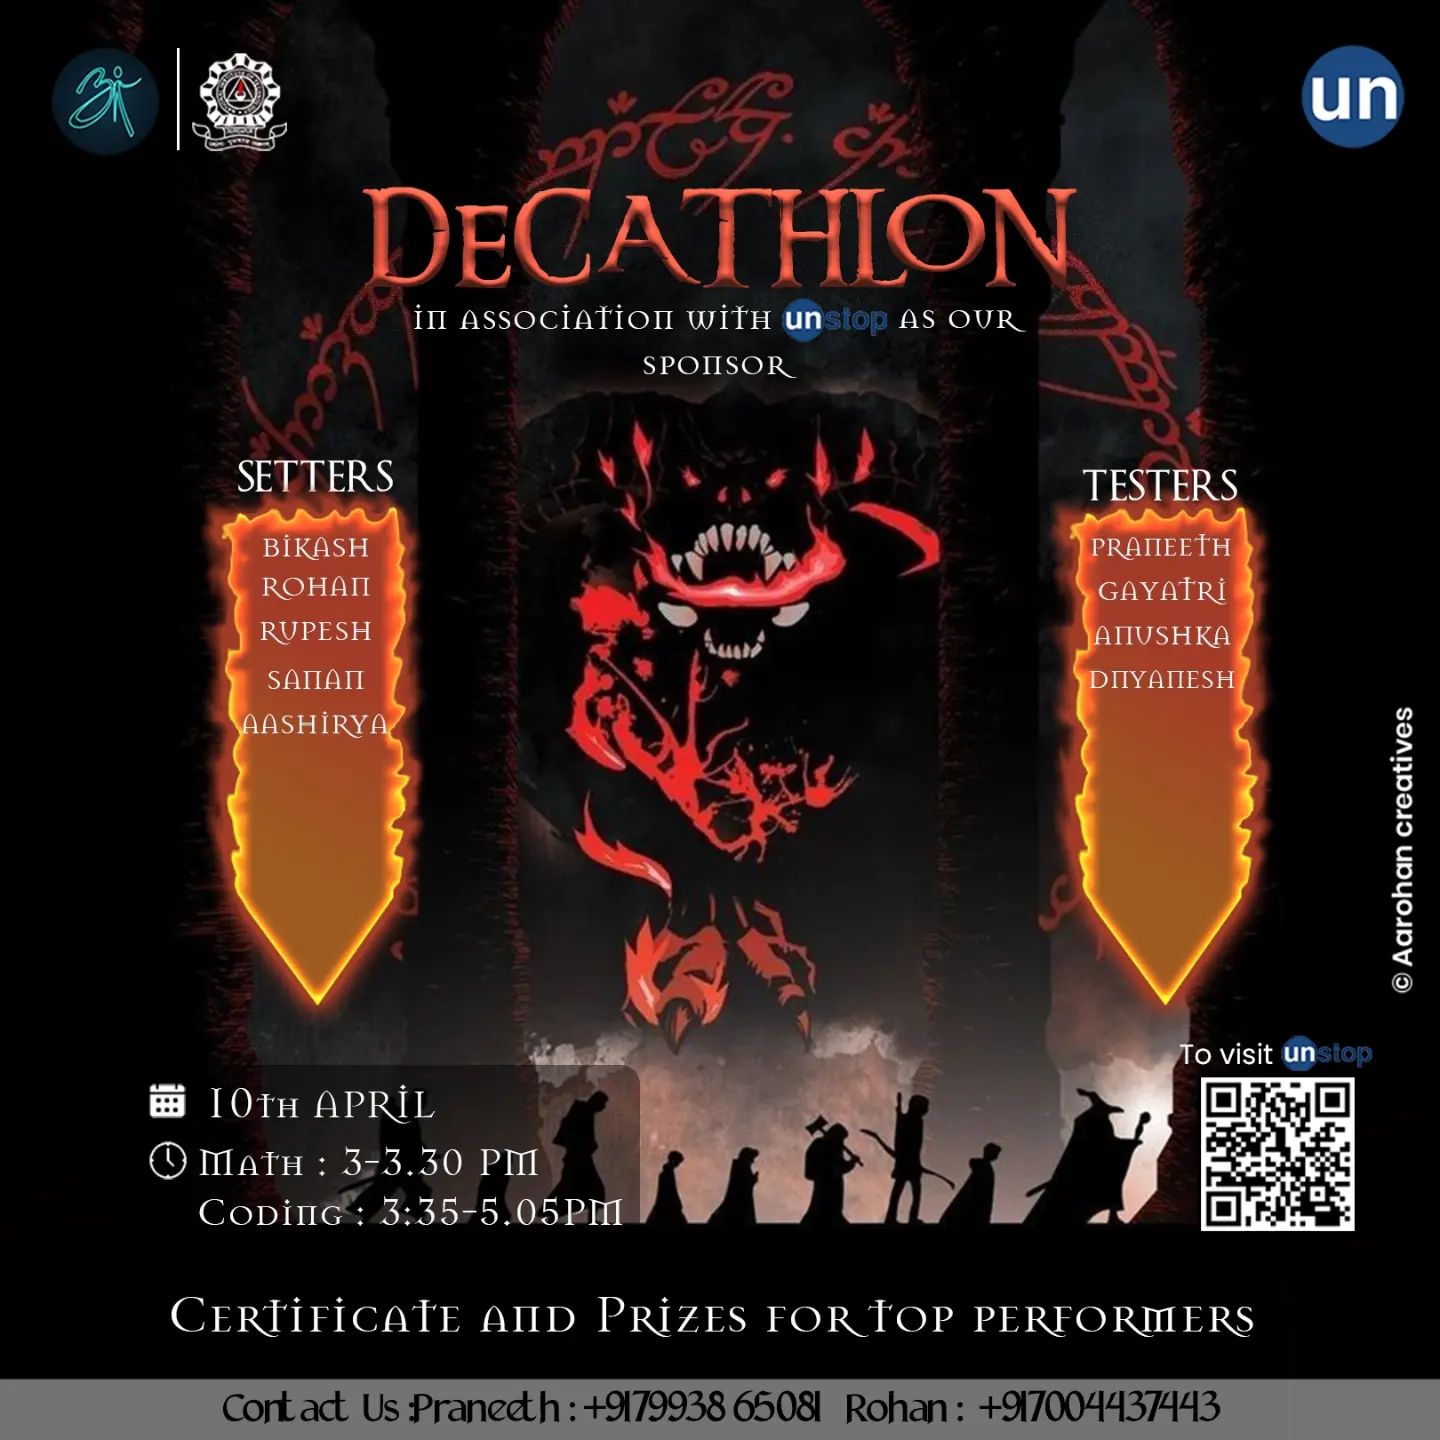 un
DECATHLON
in ASSOCIATION WITH unstop AS OUR
SPONSOR
SETTERS
BIKASH
ROHAN
RUPESH
SANAN
AASHIRYA
TESTERS
PRANEETH
GAYATRI
ANUSHKA
DNYANESH
© Aarohan creatives
To visit unstop
10TH APRIL
MATH : 3-3.30 PM
CODING : 3:35-5.05PM
CERTIFICATE AND PRIZES FOR TOP PERFORMERS
Contact Us :Praneeth : +917993865081 Rohan : +917004437443